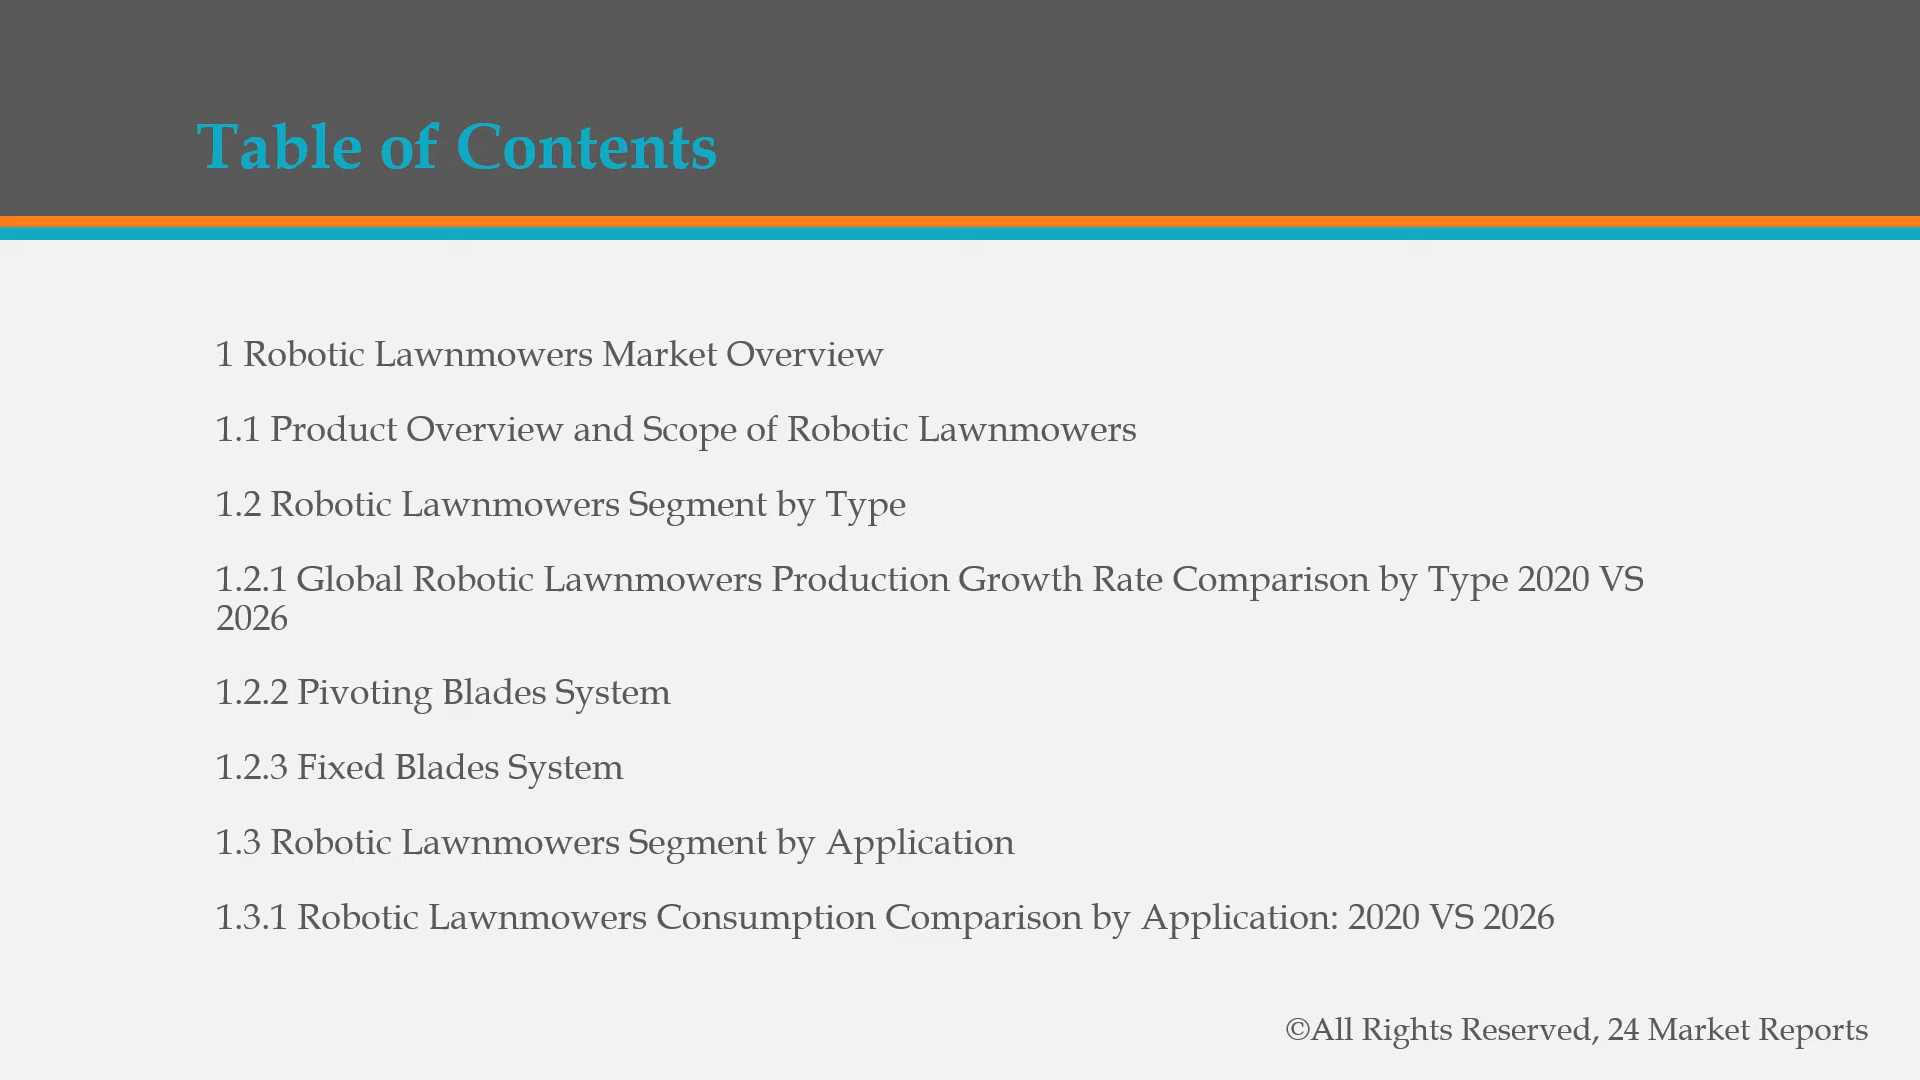 Table of Contents
1 Robotic Lawnmowers Market Overview
1.1 Product Overview and Scope of Robotic Lawnmowers
1.2 Robotic Lawnmowers Segment by Type
1.2.1 Global Robotic Lawnmowers Production Growth Rate Comparison by Type 2020 VS
2026
1.2.2 Pivoting Blades System
1.2.3 Fixed Blades System
1.3 Robotic Lawnmowers Segment by Application
1.3.1 Robotic Lawnmowers Consumption Comparison by Application: 2020 VS 2026
©All Rights Reserved, 24 Market Reports